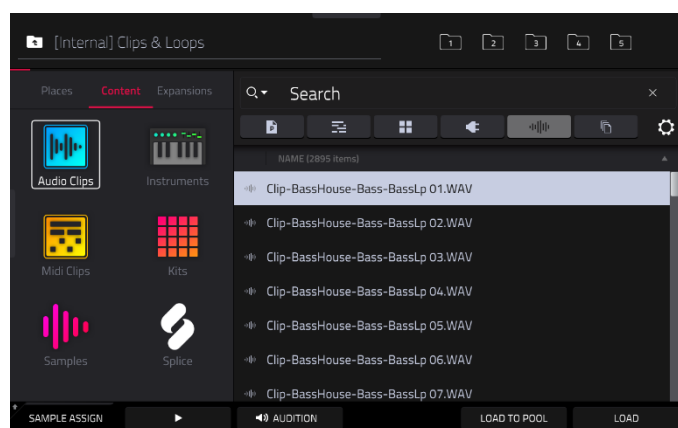 [Internal] Clips & Loops
1 2 3 4 5
Places Content Expansions
Search ×
NAME (2895 items)
Audio Clips Instruments
Clip-BassHouse-Bass-BassLp 01.WAV
Clip-BassHouse-Bass-BassLp 02.WAV
Clip-BassHouse-Bass-BassLp 03.WAV
Midi Clips Kits
Clip-BassHouse-Bass-BassLp 04.WAV
Clip-BassHouse-Bass-BassLp 05.WAV
Samples Splice
Clip-BassHouse-Bass-BassLp 06.WAV
Clip-BassHouse-Bass-BassLp 07.WAV
SAMPLE ASSIGN AUDITION LOAD TO POOL LOAD